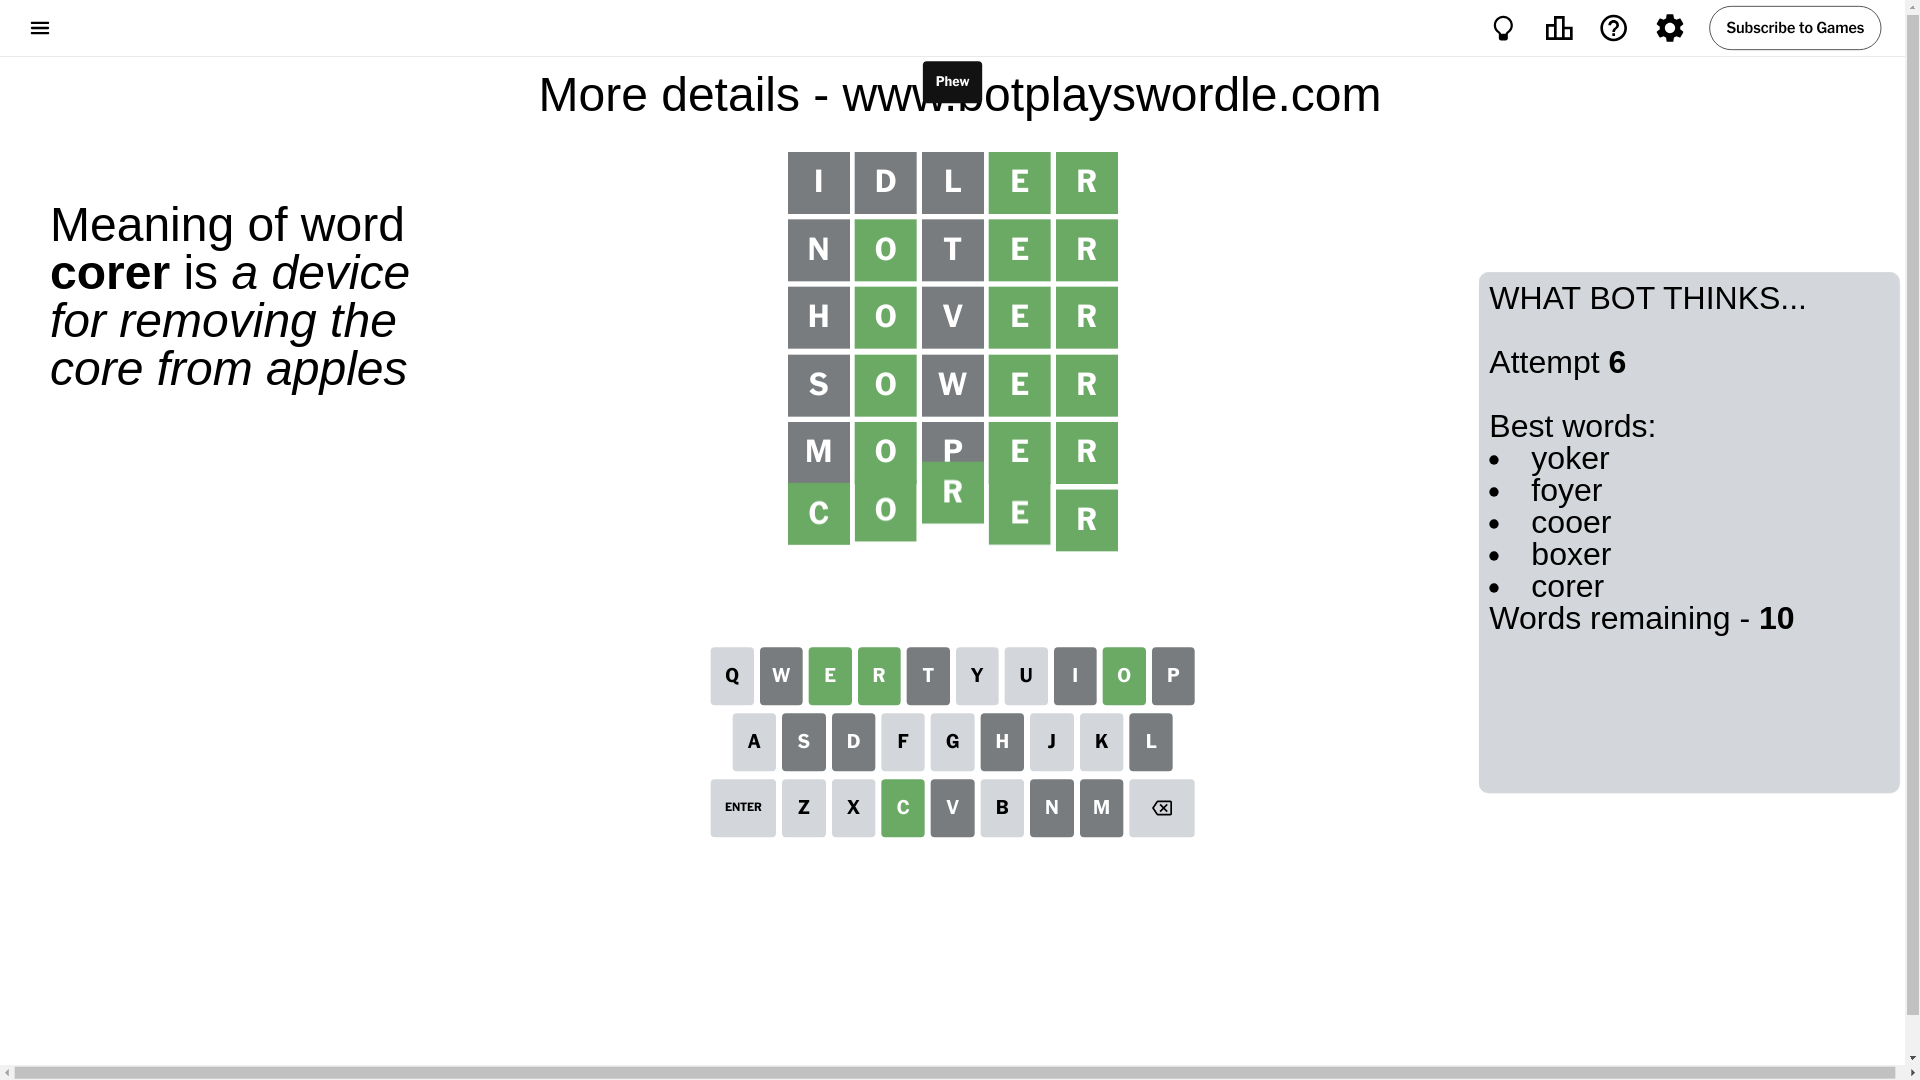 Subscribe to Games
Phew
More details - www.botplayswordle.com
Meaning of word
corer is a device
for removing the
core from apples
I D L E R
N O T E R
H O V E R
S O W E R
M O P E R
C O R E R
WHAT BOT THINKS...
Attempt 6
Best words:
• yoker
• foyer
• cooer
• boxer
• corer
Words remaining - 10
Q W E R T Y U I O P
A S D F G H J K L
ENTER Z X C V B N M